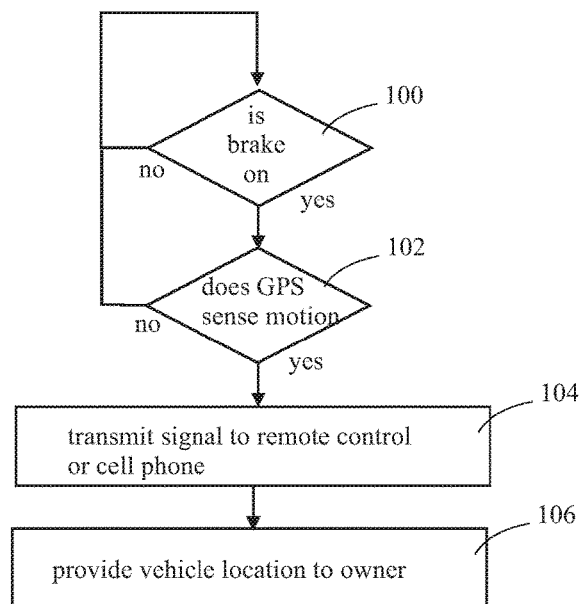 100
is
brake
on
no
yes
102
does GPS
sense motion
no
yes
104
transmit signal to remote control
or cell phone
106
provide vehicle location to owner